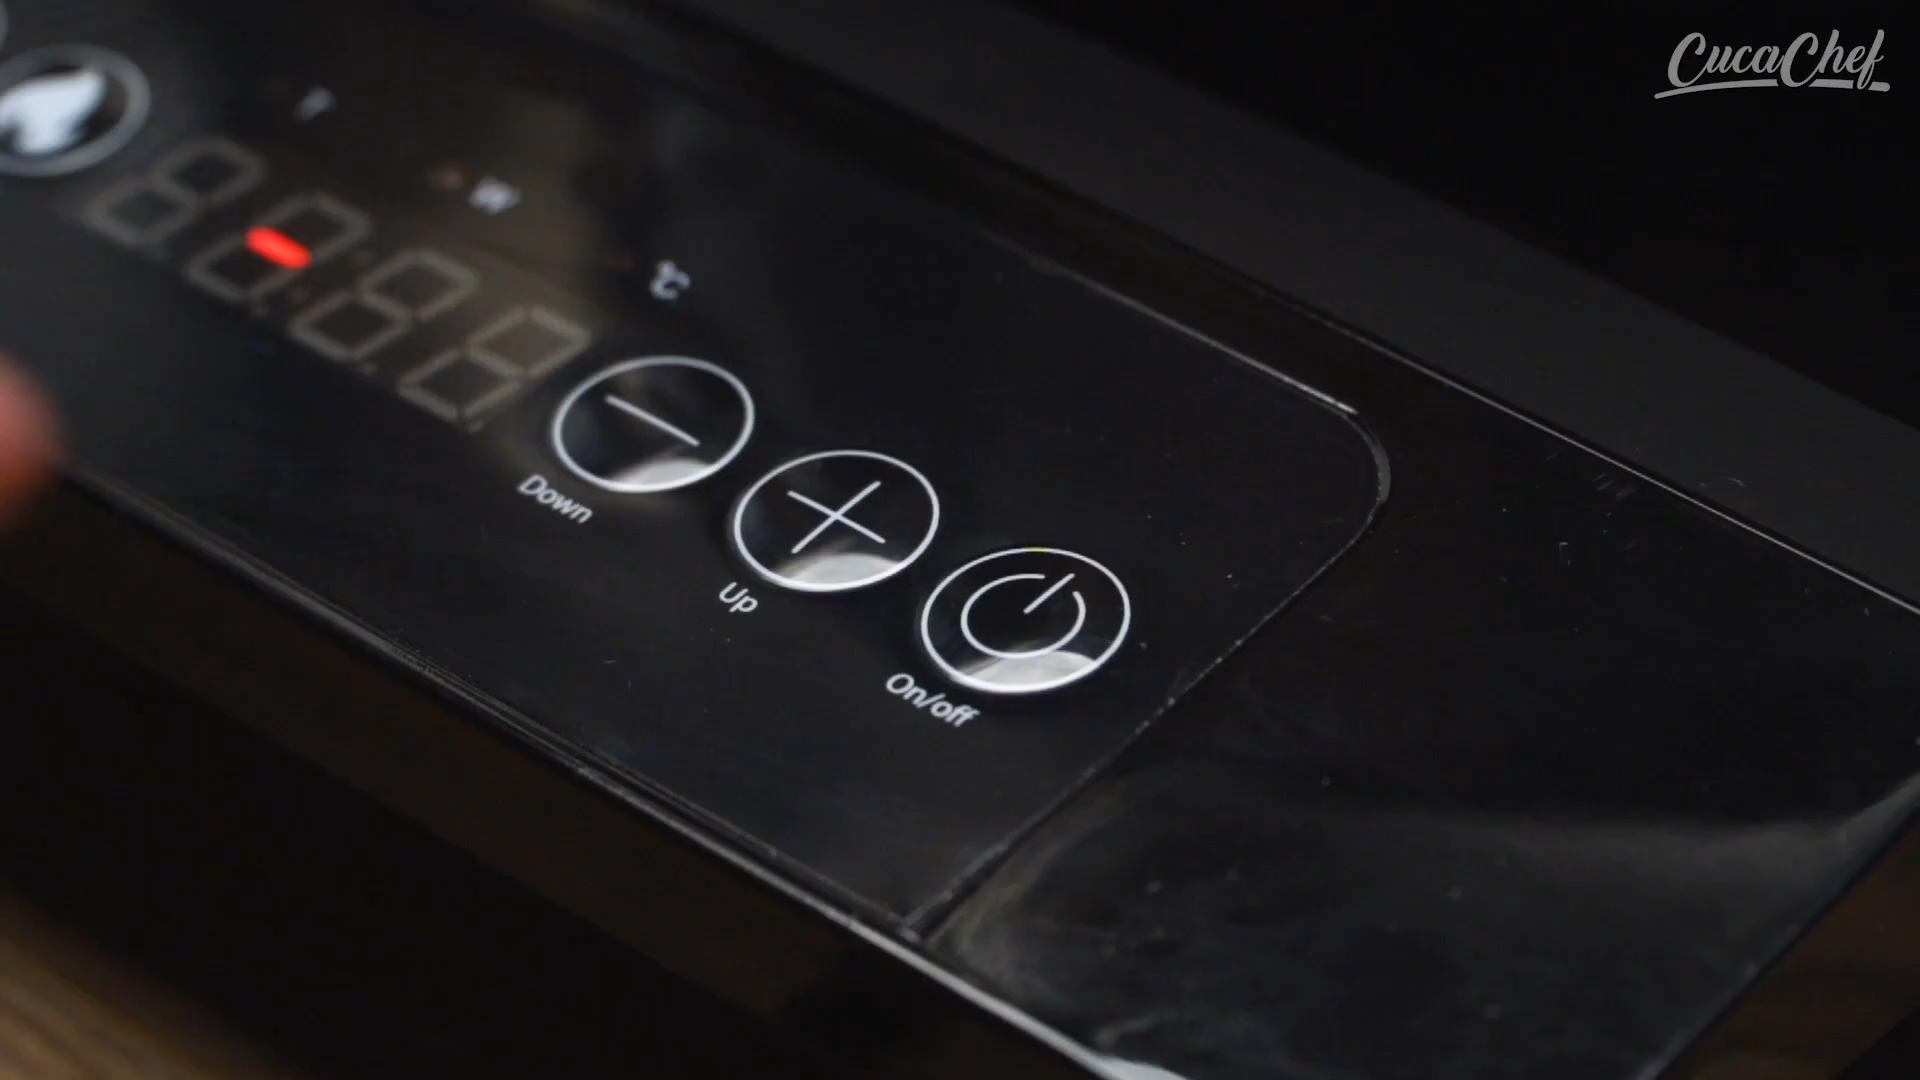 CucaChef
W
℃
Down
Up
On/off